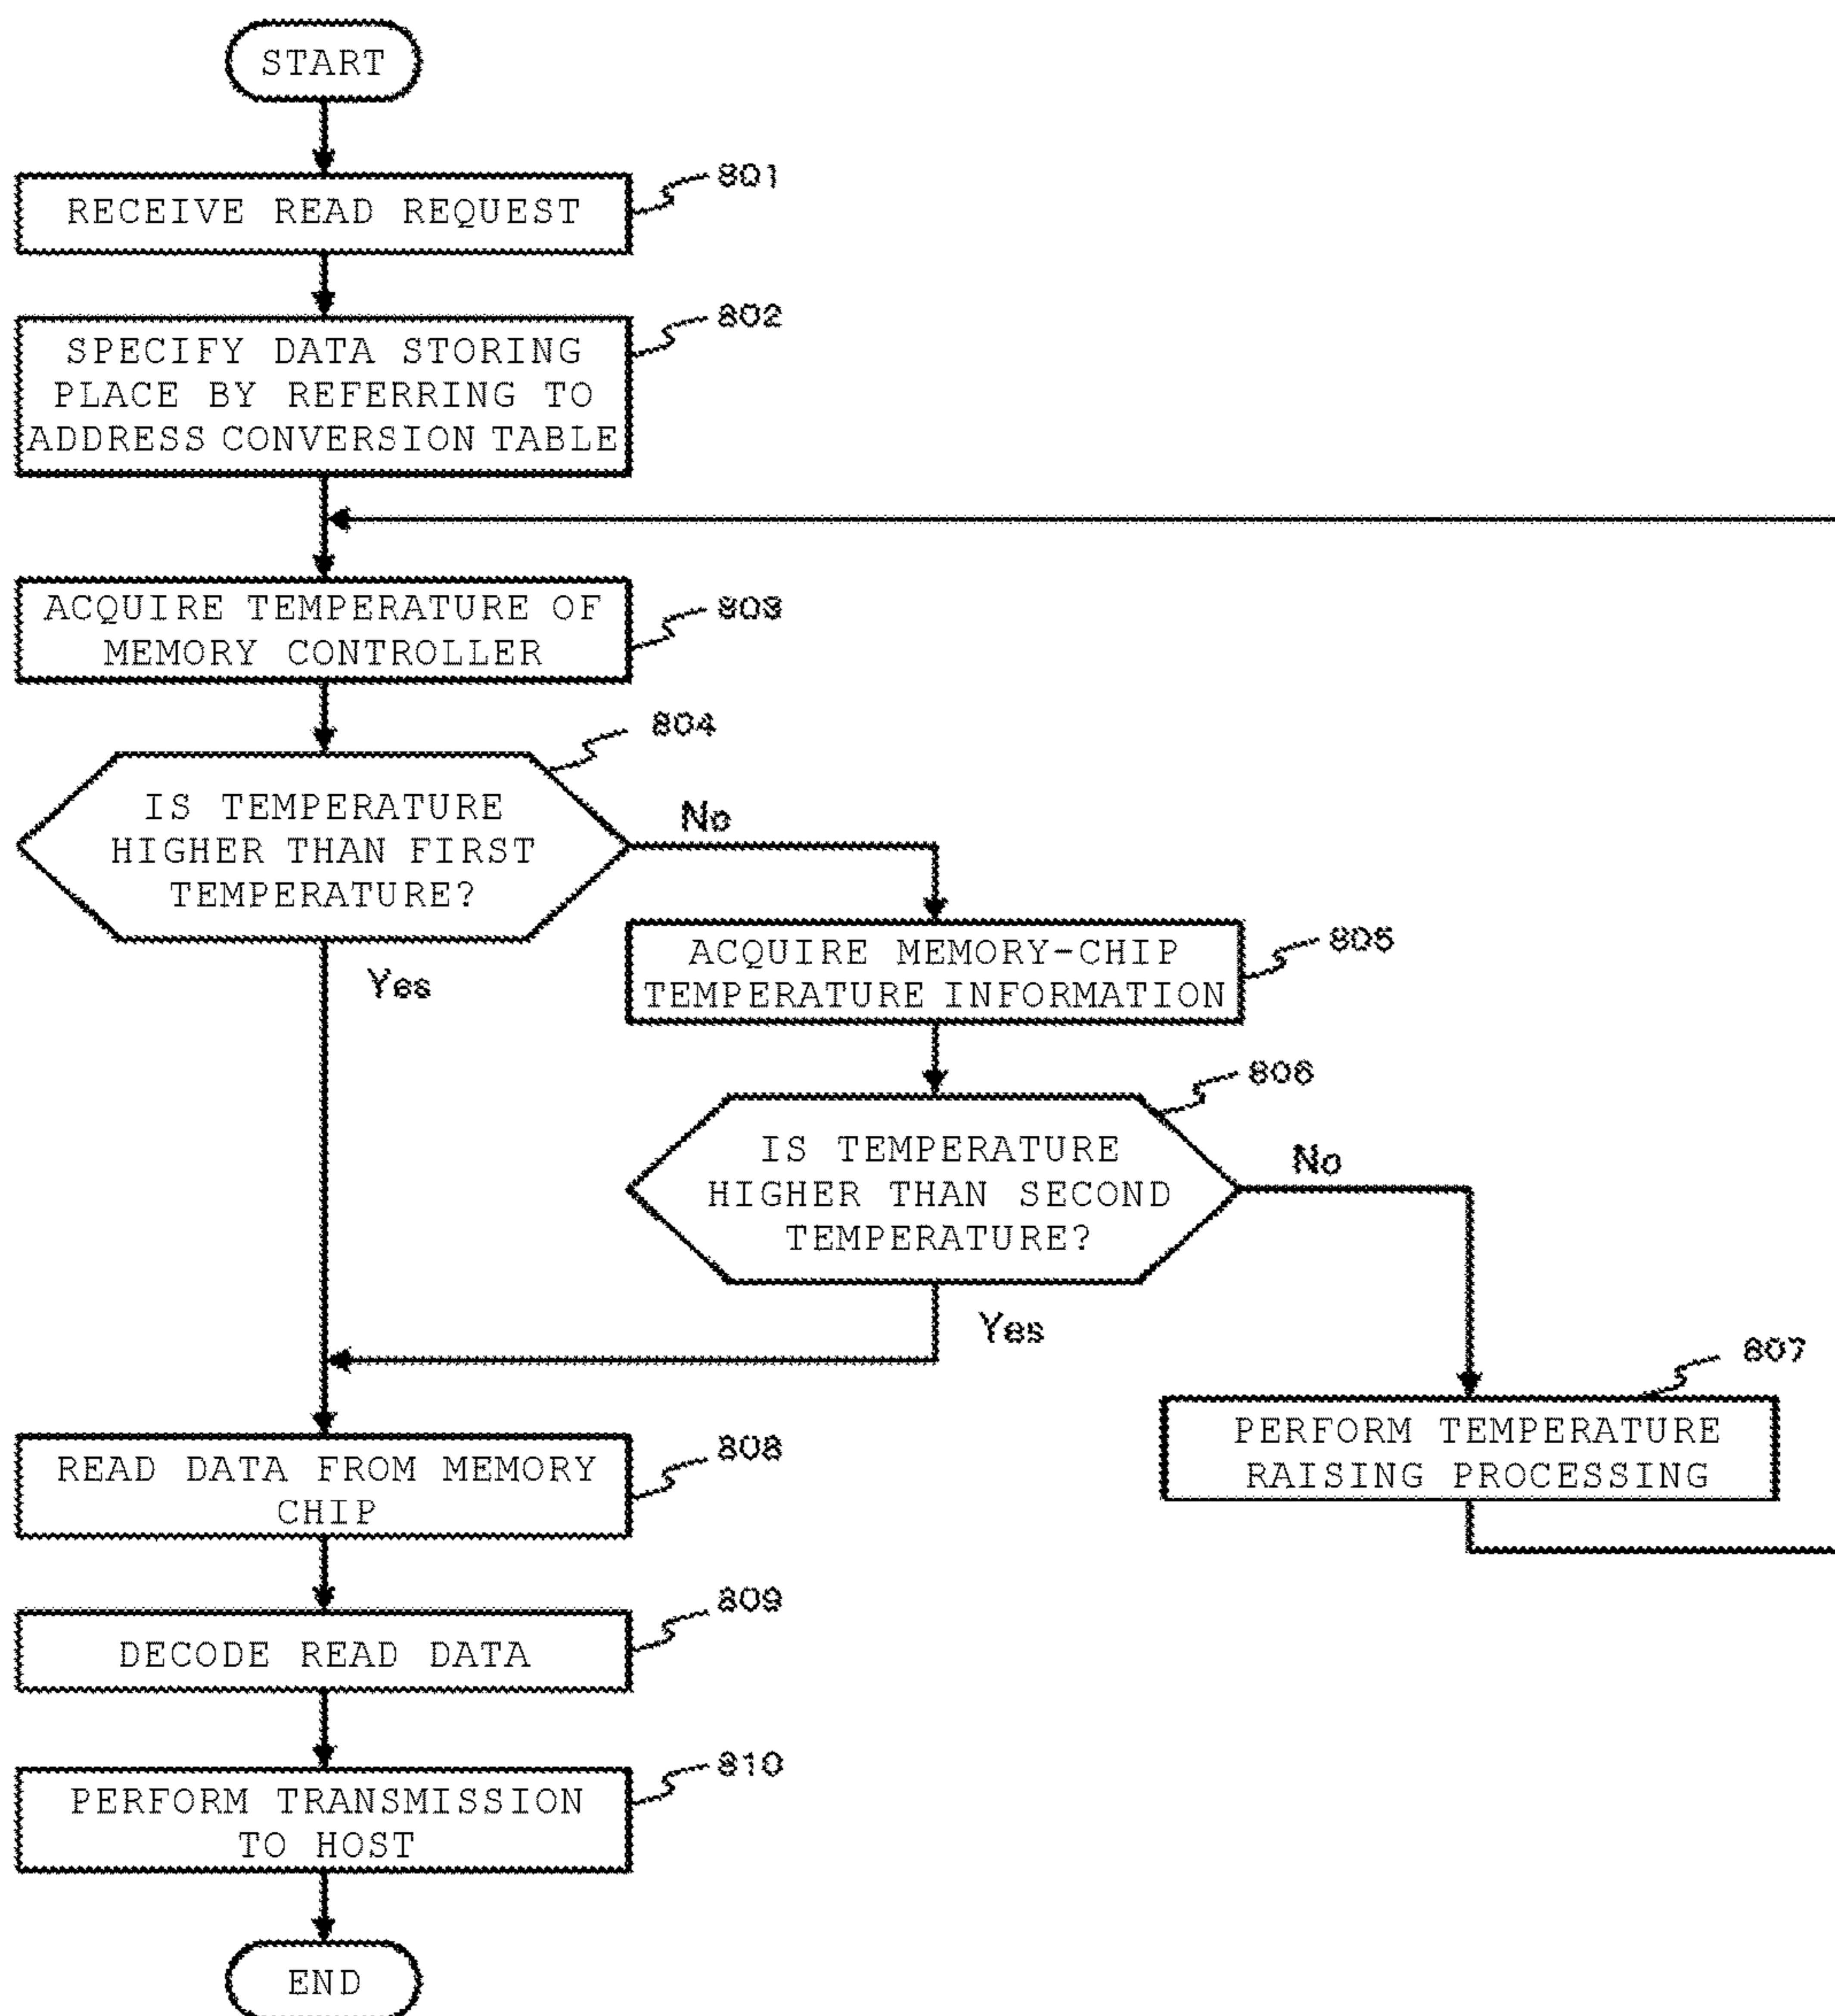 START
RECEIVE READ REQUEST
801
SPECIFY DATA STORING
PLACE BY REFERRING TO
ADDRESS CONVERSION TABLE
802
ACQUIRE TEMPERATURE OF
MEMORY CONTROLLER
803
IS TEMPERATURE
HIGHER THAN FIRST
TEMPERATURE?
804
No
Yes
ACQUIRE MEMORY-CHIP
TEMPERATURE INFORMATION
805
IS TEMPERATURE
HIGHER THAN SECOND
TEMPERATURE?
806
No
Yes
PERFORM TEMPERATURE
RAISING PROCESSING
807
READ DATA FROM MEMORY
CHIP
808
DECODE READ DATA
809
PERFORM TRANSMISSION
TO HOST
810
END